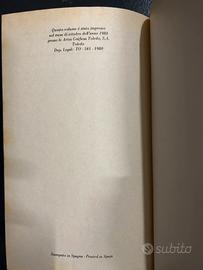 Questo volume è stato impresso
nel mese di ottobre dell'anno 1980
presso le Artes Gráficas Toledo, S.A.
Toledo
Dep. Legal: TO - 583 - 1980
Stampato in Spagna - Printed in Spain
subito